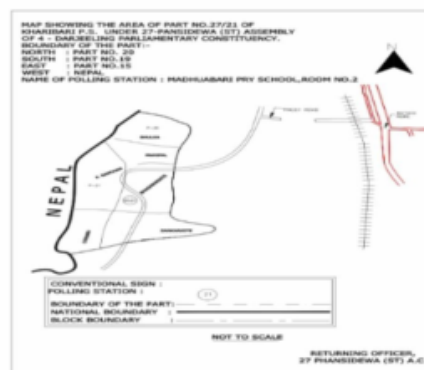 MAP SHOWING THE AREA OF PART NO.27/21 OF
KHARIBARI P.S. UNDER 27-PANSIDEWA (ST) ASSEMBLY
OF 4 - DARJEELING PARLIAMENTARY CONSTITUENCY.
BOUNDARY OF THE PART:-
NORTH : PART NO. 20
SOUTH : PART NO.19
EAST : PART NO.15
WEST : NEPAL
NAME OF POLLING STATION : MADHUABARI PRY SCHOOL,ROOM NO.2
N
NEPAL
CONVENTIONAL SIGN :
POLLING STATION :
21
BOUNDARY OF THE PART:
NATIONAL BOUNDARY :
BLOCK BOUNDARY :
NOT TO SCALE
RETURNING OFFICER,
27 PHANSIDEWA (ST) A.C